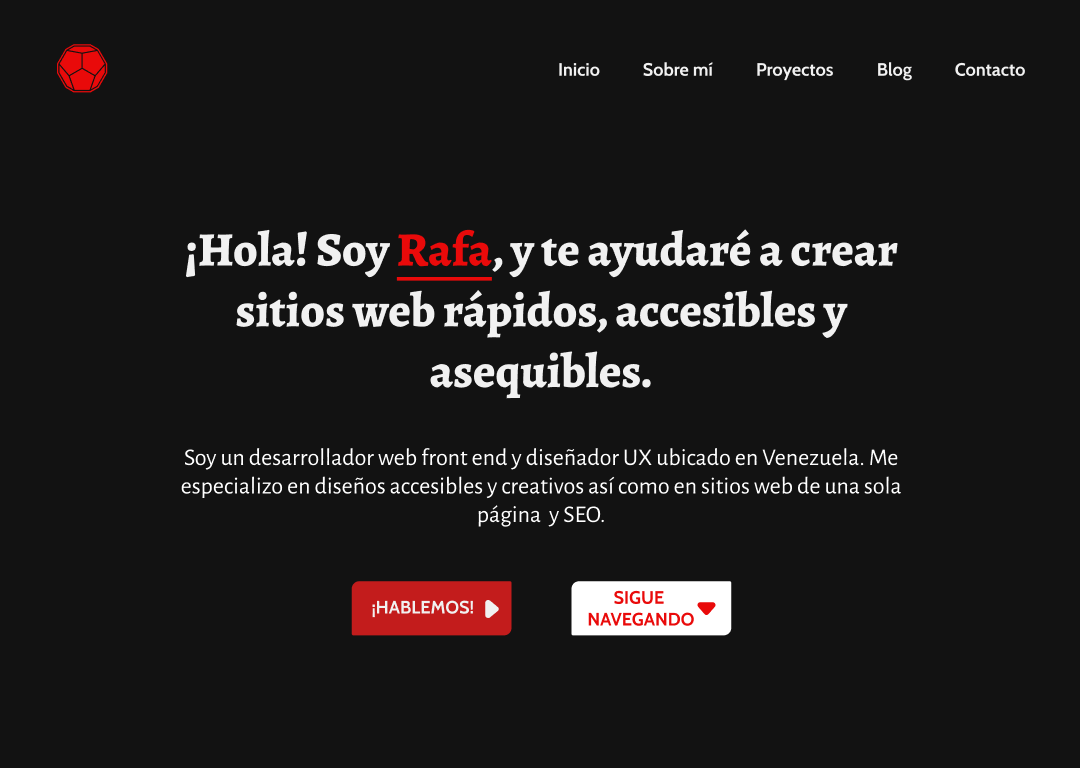 Inicio Sobre mí Proyectos Blog Contacto
¡Hola! Soy Rafa, y te ayudaré a crear
sitios web rápidos, accesibles y
asequibles.
Soy un desarrollador web front end y diseñador UX ubicado en Venezuela. Me
especializo en diseños accesibles y creativos así como en sitios web de una sola
página y SEO.
¡HABLEMOS!
SIGUE
NAVEGANDO